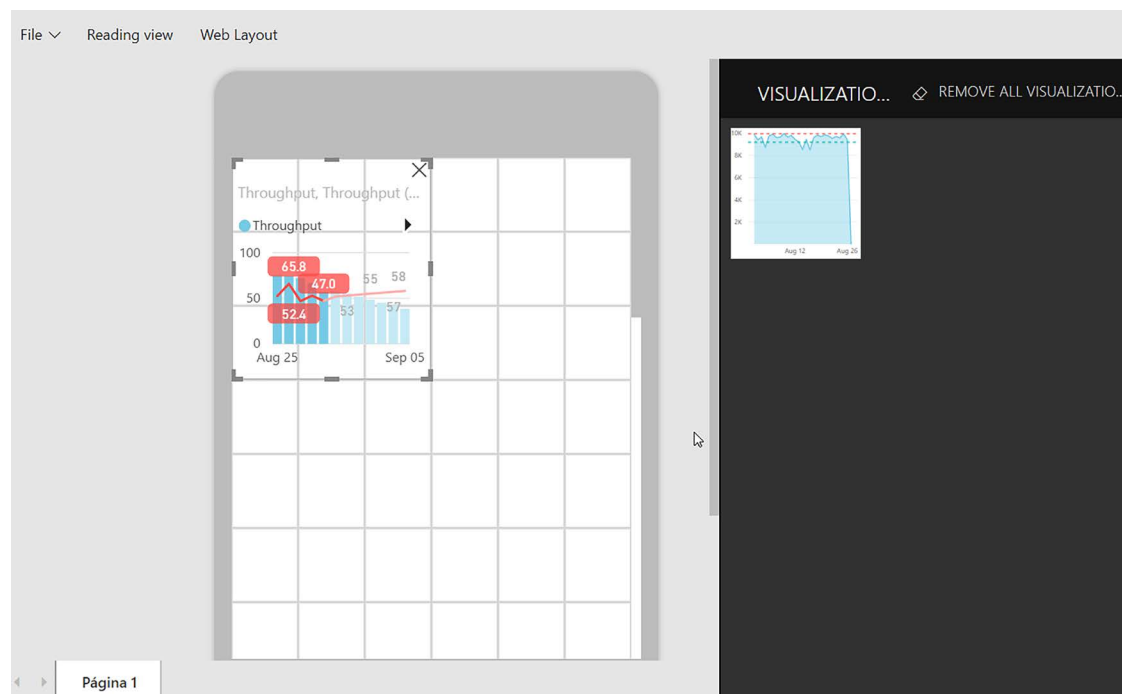 File Reading view Web Layout
VISUALIZATIO... REMOVE ALL VISUALIZATIO...
Throughput, Throughput (...
Throughput
100
65.8
47.0 55 58
50
52.4 53 57
0
Aug 25 Sep 05
10K
8K
6K
4K
2K
Aug 12 Aug 26
Página 1